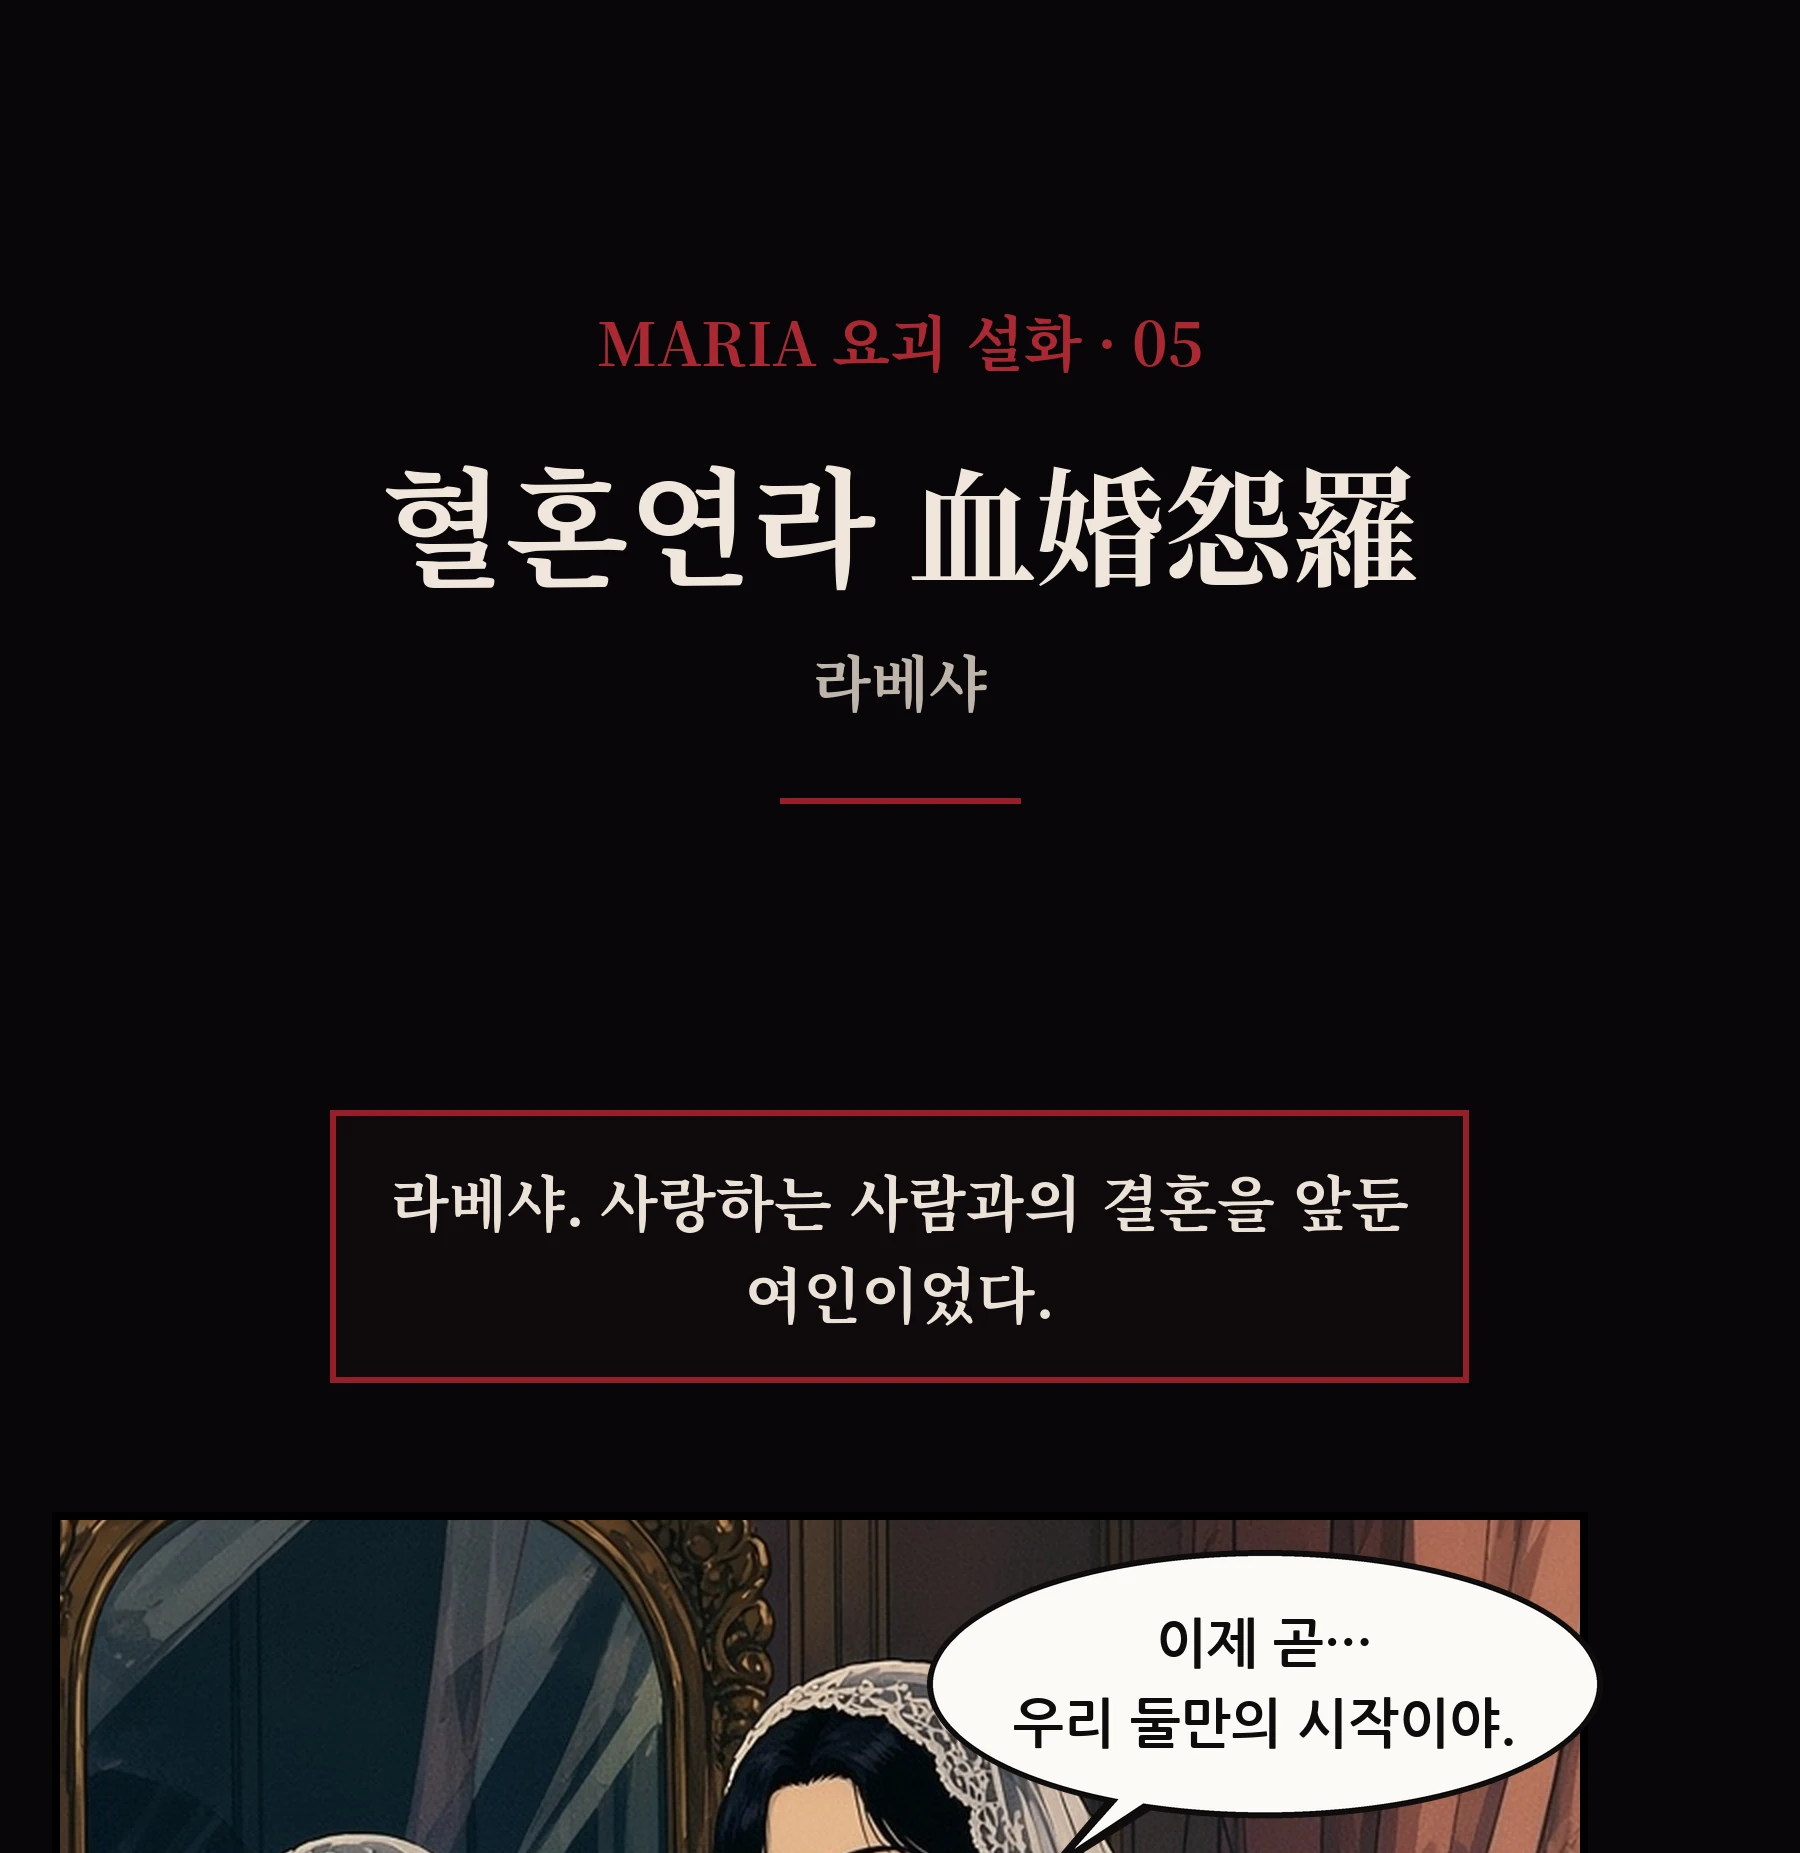 MARIA 요괴 설화 · 05
혈혼연라 血婚怨羅
라베샤
라베샤. 사랑하는 사람과의 결혼을 앞둔
여인이었다.
이제 곧…
우리 둘만의 시작이야.